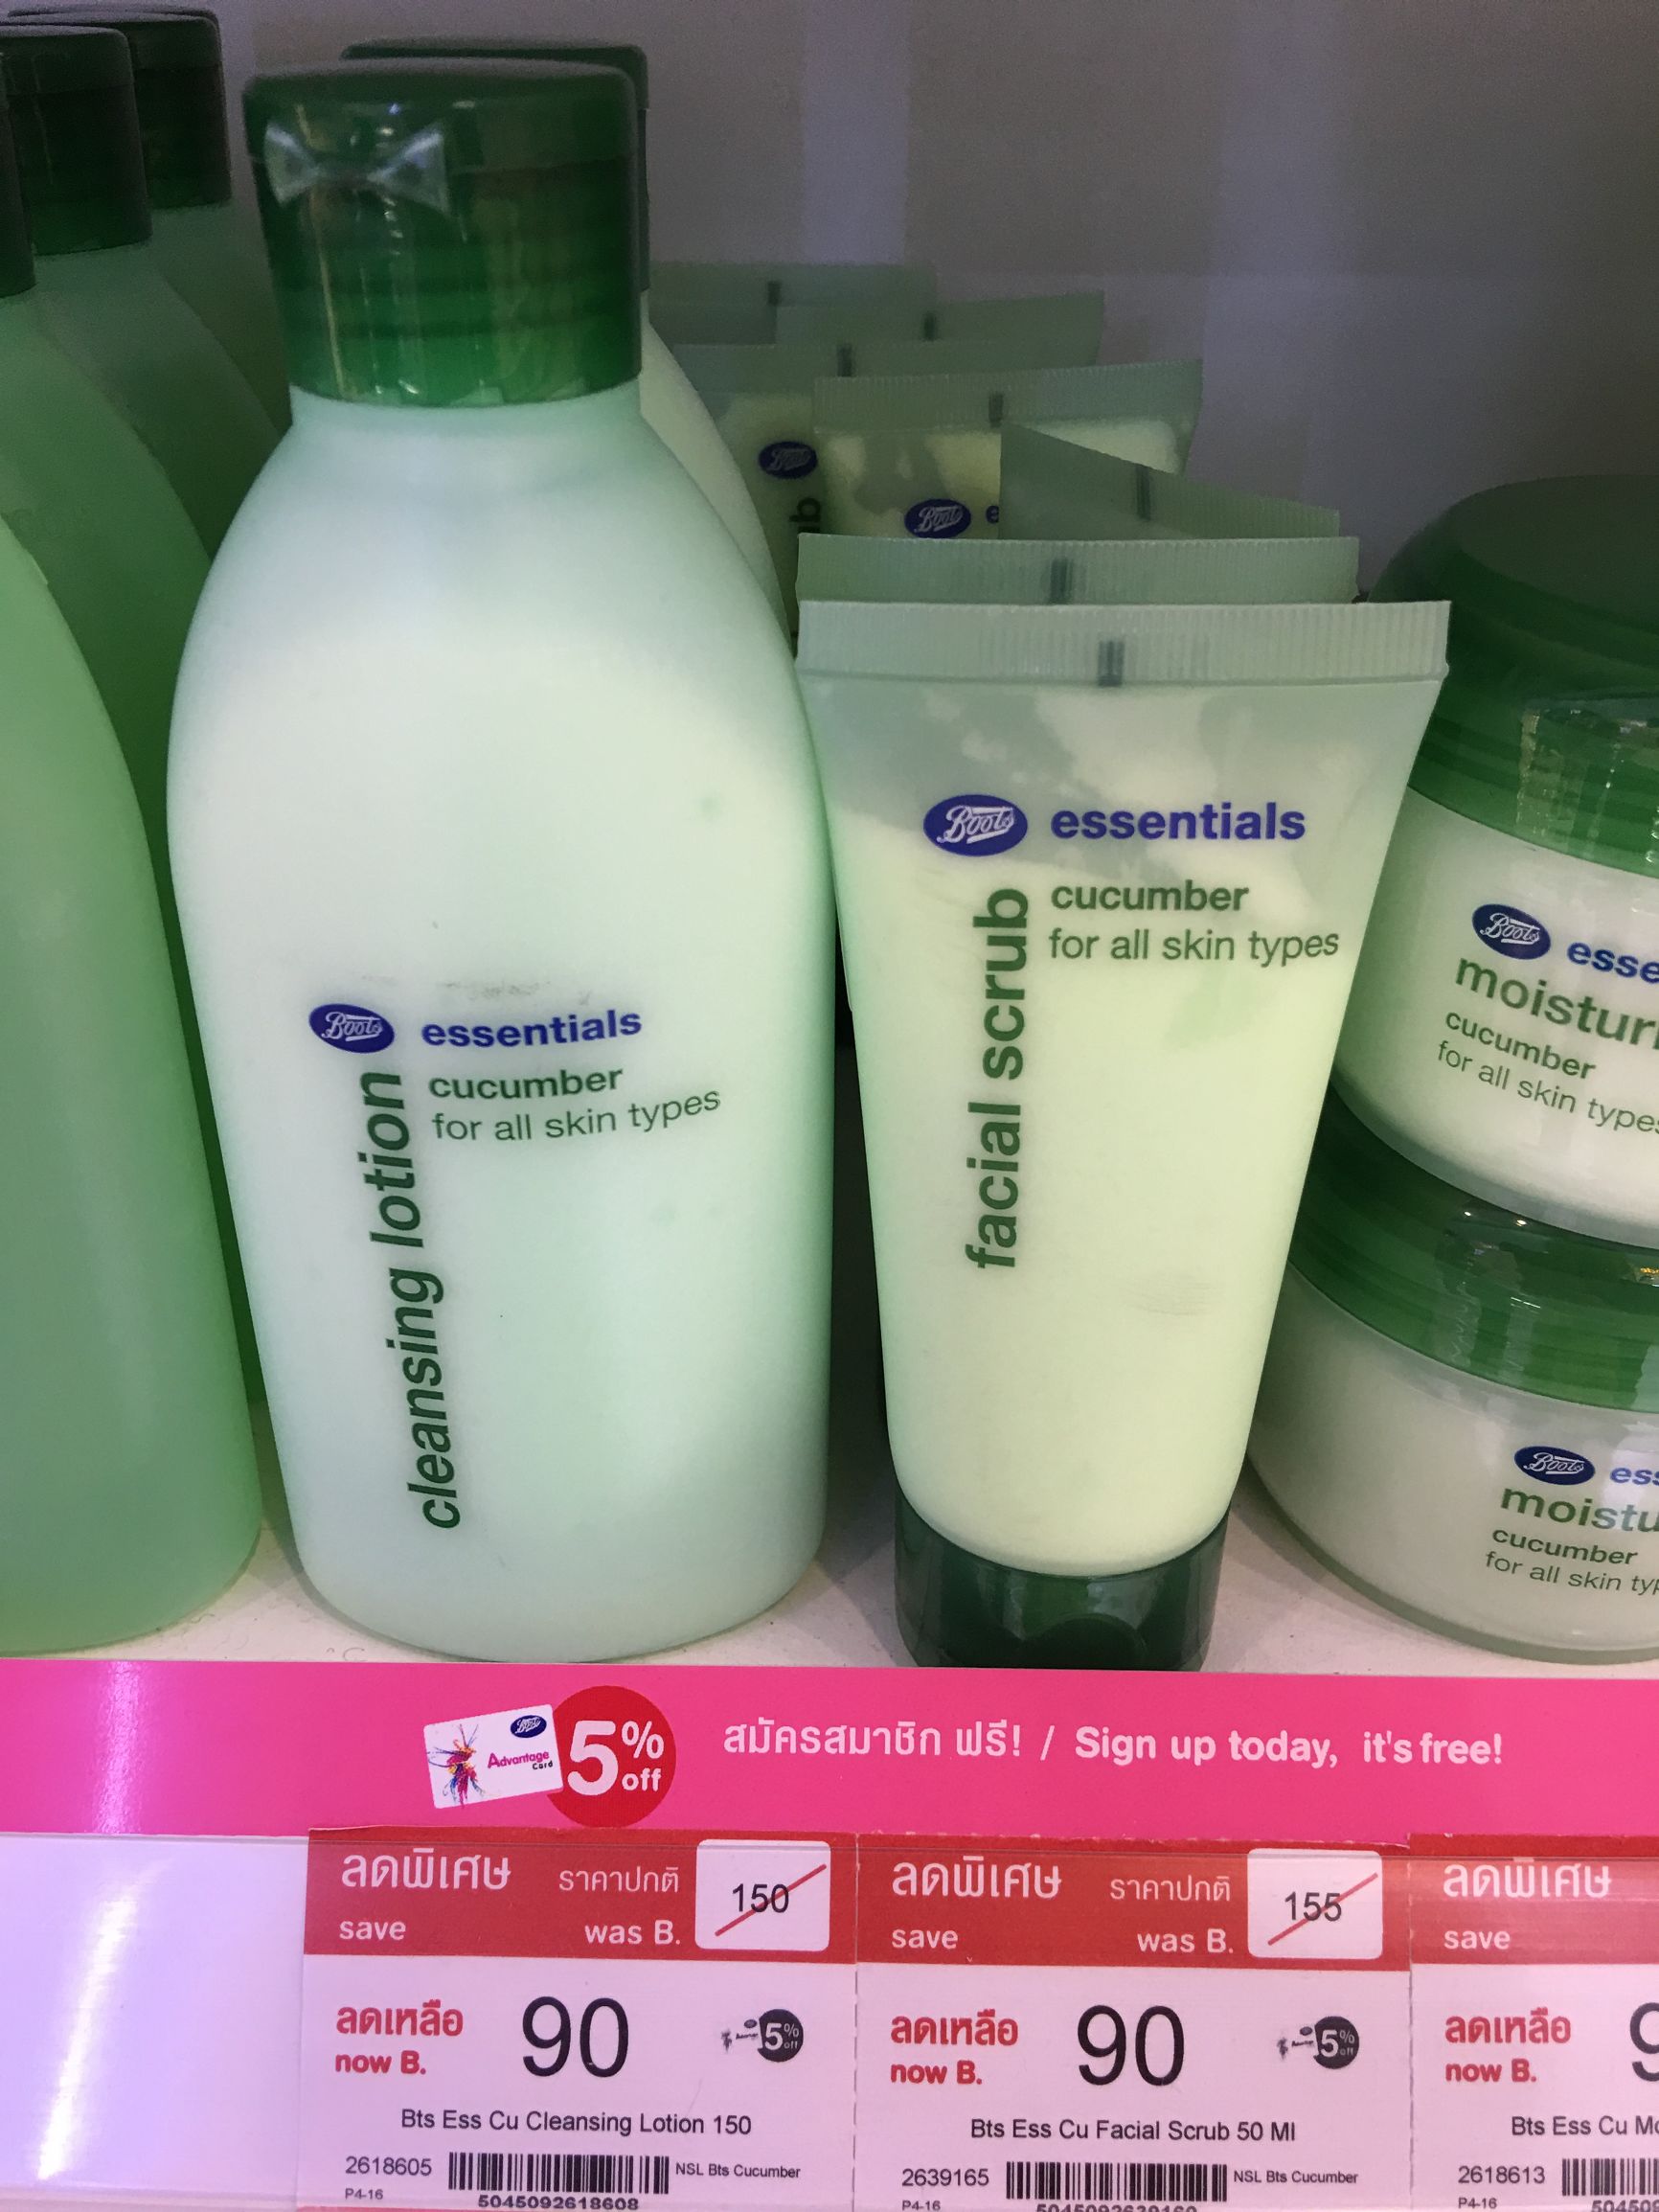 Boots essentials
cucumber
for all skin types
cleansing lotion
Boots
Boots
Boots essentials
cucumber
for all skin types
facial scrub
Boots esse
moistur
cucumber
for all skin types
Boots ess
moistu
cucumber
for all skin typ
Boots
Advantage
Card
5%
off
สมัครสมาชิก ฟรี! / Sign up today, it's free!
ลดพิเศษ ราคาปกติ 150
save was B.
ลดเหลือ 90 5% off
now B.
Bts Ess Cu Cleansing Lotion 150
2618605 NSL Bts Cucumber
P4-16
5045092618608
ลดพิเศษ ราคาปกติ 155
save was B.
ลดเหลือ 90 5% off
now B.
Bts Ess Cu Facial Scrub 50 Ml
2639165 NSL Bts Cucumber
P4-16
ลดพิเศษ
save
ลดเหลือ 9
now B.
Bts Ess Cu Mo
2618613
P4-16